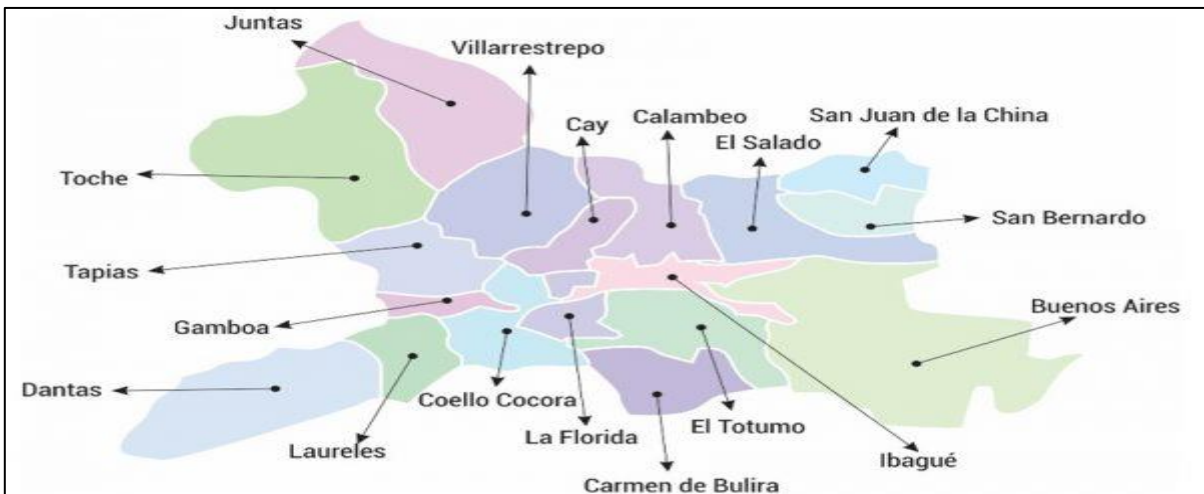 Juntas
Villarrestrepo
Cay
Calambeo
San Juan de la China
El Salado
Toche
San Bernardo
Tapias
Buenos Aires
Gamboa
Dantas
Coello Cocora
El Totumo
La Florida
Laureles
Ibagué
Carmen de Bulira